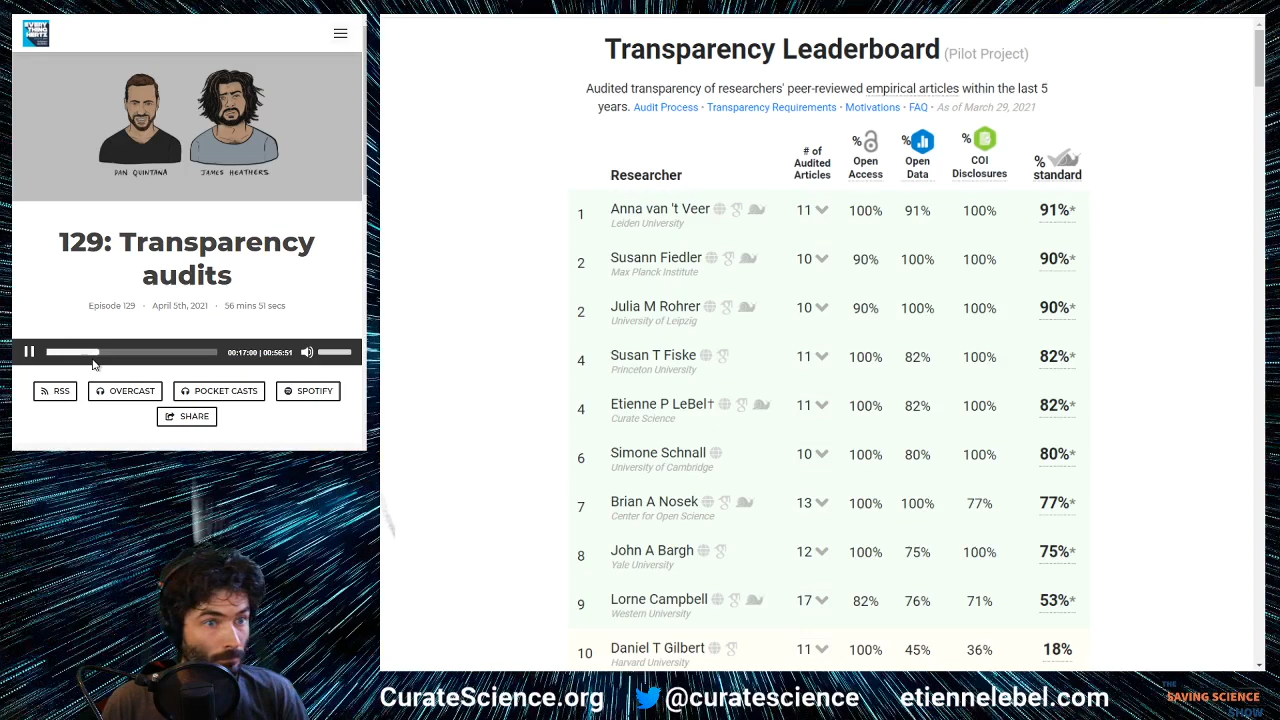 EVERY
THING
HERTZ
DAN QUINTANA
JAMES HEATHERS
129: Transparency
audits
Episode 129 • April 5th, 2021 • 56 mins 51 secs
00:17:00 | 00:56:51
RSS
OVERCAST
POCKET CASTS
SPOTIFY
SHARE
Transparency Leaderboard (Pilot Project)
Audited transparency of researchers' peer-reviewed empirical articles within the last 5
years. Audit Process • Transparency Requirements • Motivations • FAQ • As of March 29, 2021
Researcher
# of
Audited
Articles
%
Open
Access
%
Open
Data
%
COI
Disclosures
%
standard
1 Anna van 't Veer 11 100% 91% 100% 91%*
Leiden University
2 Susann Fiedler 10 90% 100% 100% 90%*
Max Planck Institute
2 Julia M Rohrer 10 90% 100% 100% 90%*
University of Leipzig
4 Susan T Fiske 11 100% 82% 100% 82%*
Princeton University
4 Etienne P LeBel† 11 100% 82% 100% 82%*
Curate Science
6 Simone Schnall 10 100% 80% 100% 80%*
University of Cambridge
7 Brian A Nosek 13 100% 100% 77% 77%*
Center for Open Science
8 John A Bargh 12 100% 75% 100% 75%*
Yale University
9 Lorne Campbell 17 82% 76% 71% 53%*
Western University
10 Daniel T Gilbert 11 100% 45% 36% 18%
Harvard University
CurateScience.org @curatescience etiennelebel.com
THE
SAVING SCIENCE
SHOW